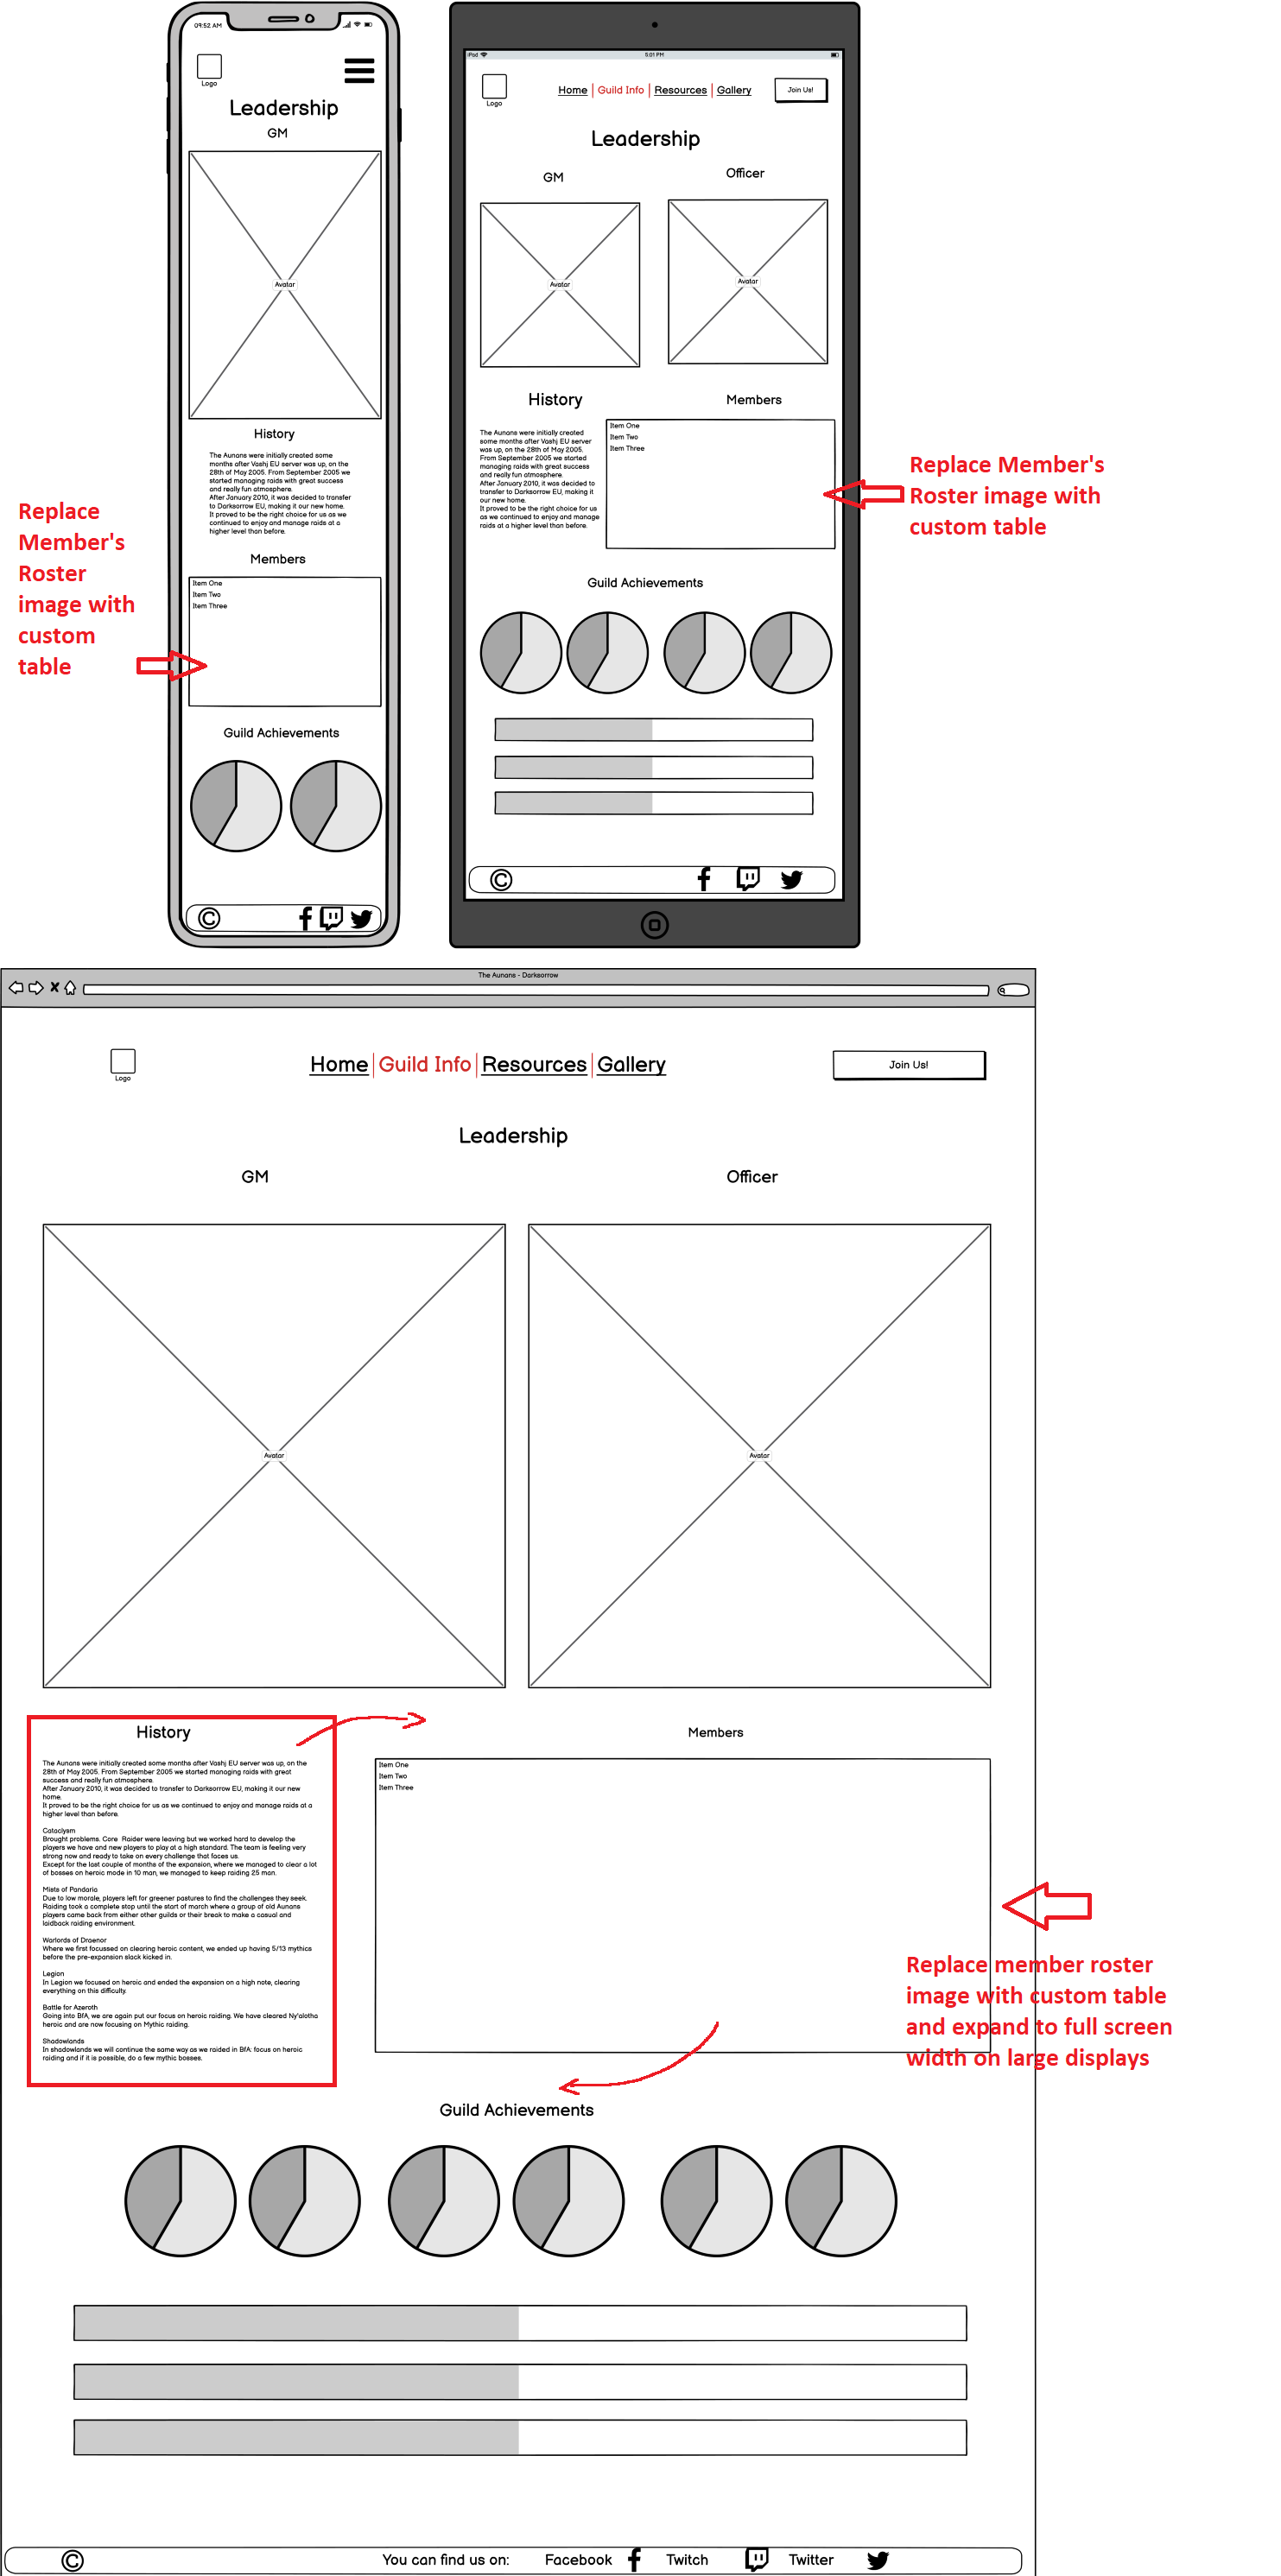 09:52 AM
Logo
Leadership
GM
Avatar
History
The Aunans were initially created some
months after Vashj EU server was up, on the
28th of May 2005. From September 2005 we
started managing raids with great success
and really fun atmosphere.
After January 2010, it was decided to transfer
to Darksorrow EU, making it our new home.
It proved to be the right choice for us as we
continued to enjoy and manage raids at a
higher level than before.
Members
Item One
Item Two
Item Three
Guild Achievements
Replace
Member's
Roster
image with
custom
table
iPad
5:01 PM
Logo
Home Guild Info Resources Gallery
Join Us!
Leadership
GM
Officer
Avatar
Avatar
History
The Aunans were initially created
some months after Vashj EU server
was up, on the 28th of May 2005.
From September 2005 we started
managing raids with great success
and really fun atmosphere.
After January 2010, it was decided to
transfer to Darksorrow EU, making it
our new home.
It proved to be the right choice for us
as we continued to enjoy and manage
raids at a higher level than before.
Members
Item One
Item Two
Item Three
Guild Achievements
Replace Member's
Roster image with
custom table
The Aunans - Darksorrow
Logo
Home Guild Info Resources Gallery
Join Us!
Leadership
GM
Officer
Avatar
Avatar
History
The Aunans were initially created some months after Vashj EU server was up, on the
28th of May 2005. From September 2005 we started managing raids with great
success and really fun atmosphere.
After January 2010, it was decided to transfer to Darksorrow EU, making it our new
home.
It proved to be the right choice for us as we continued to enjoy and manage raids at a
higher level than before.
Cataclysm
Brought problems. Core Raider were leaving but we worked hard to develop the
players we have and new players to play at a high standard. The team is feeling very
strong now and ready to take on every challenge that faces us.
Except for the last couple of months of the expansion, where we managed to clear a lot
of bosses on heroic mode in 10 man, we managed to keep raiding 25 man.
Mists of Pandaria
Due to low morale, players left for greener pastures to find the challenges they seek.
Raiding took a complete stop until the start of march where a group of old Aunans
players came back from either other guilds or their break to make a casual and
laidback raiding environment.
Warlords of Draenor
Where we first focussed on clearing heroic content, we ended up having 5/13 mythics
before the pre-expansion slack kicked in.
Legion
In Legion we focused on heroic and ended the expansion on a high note, clearing
everything on this difficulty.
Battle for Azeroth
Going into BfA, we are again put our focus on heroic raiding. We have cleared Ny'alotha
heroic and are now focusing on Mythic raiding.
Shadowlands
In shadowlands we will continue the same way as we raided in BfA: focus on heroic
raiding and if it is possible, do a few mythic bosses.
Members
Item One
Item Two
Item Three
Replace member roster
image with custom table
and expand to full screen
width on large displays
Guild Achievements
You can find us on: Facebook Twitch Twitter